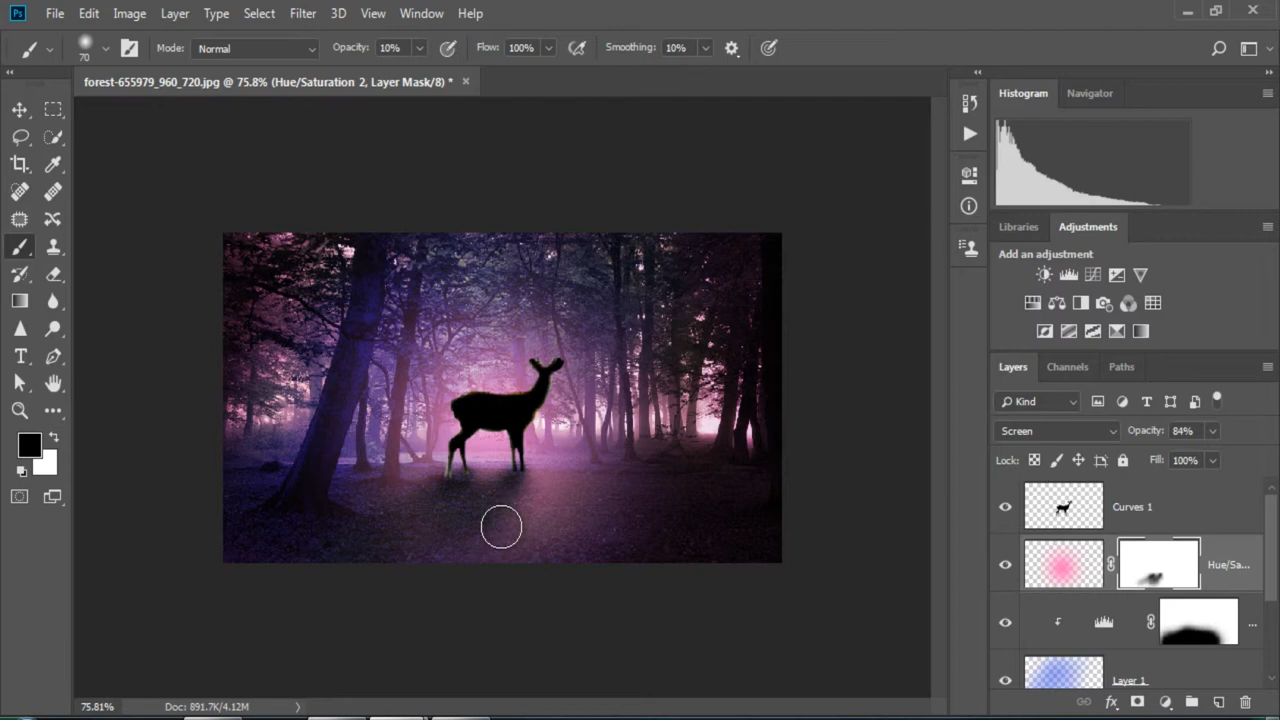 Ps File Edit Image Layer Type Select Filter 3D View Window Help
70 Mode: Normal Opacity: 10% Flow: 100% Smoothing: 10%
forest-655979_960_720.jpg @ 75.8% (Hue/Saturation 2, Layer Mask/8) *
Histogram Navigator
Libraries Adjustments
Add an adjustment
Layers Channels Paths
Kind
Screen Opacity: 84%
Lock: Fill: 100%
Curves 1
Hue/Sa...
...
Layer 1
fx
75.81% Doc: 891.7K/4.12M